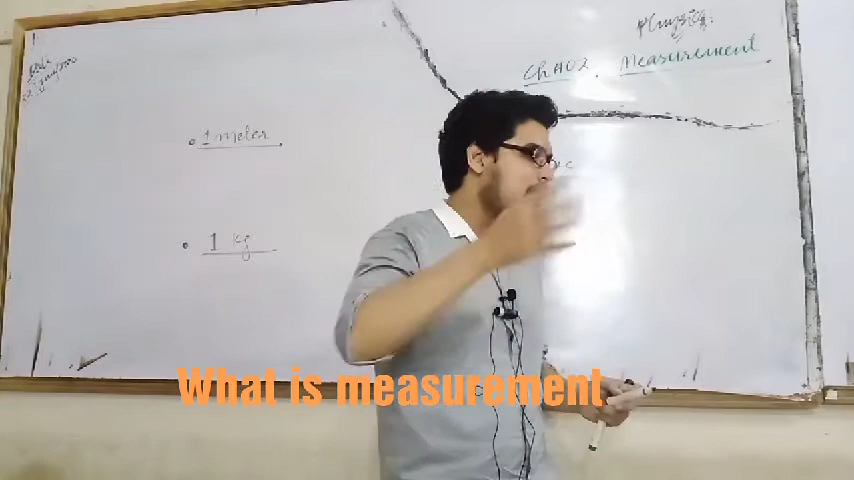 Physics:
Ch#02. Measurement
1 meter
1 kg
What is measurement